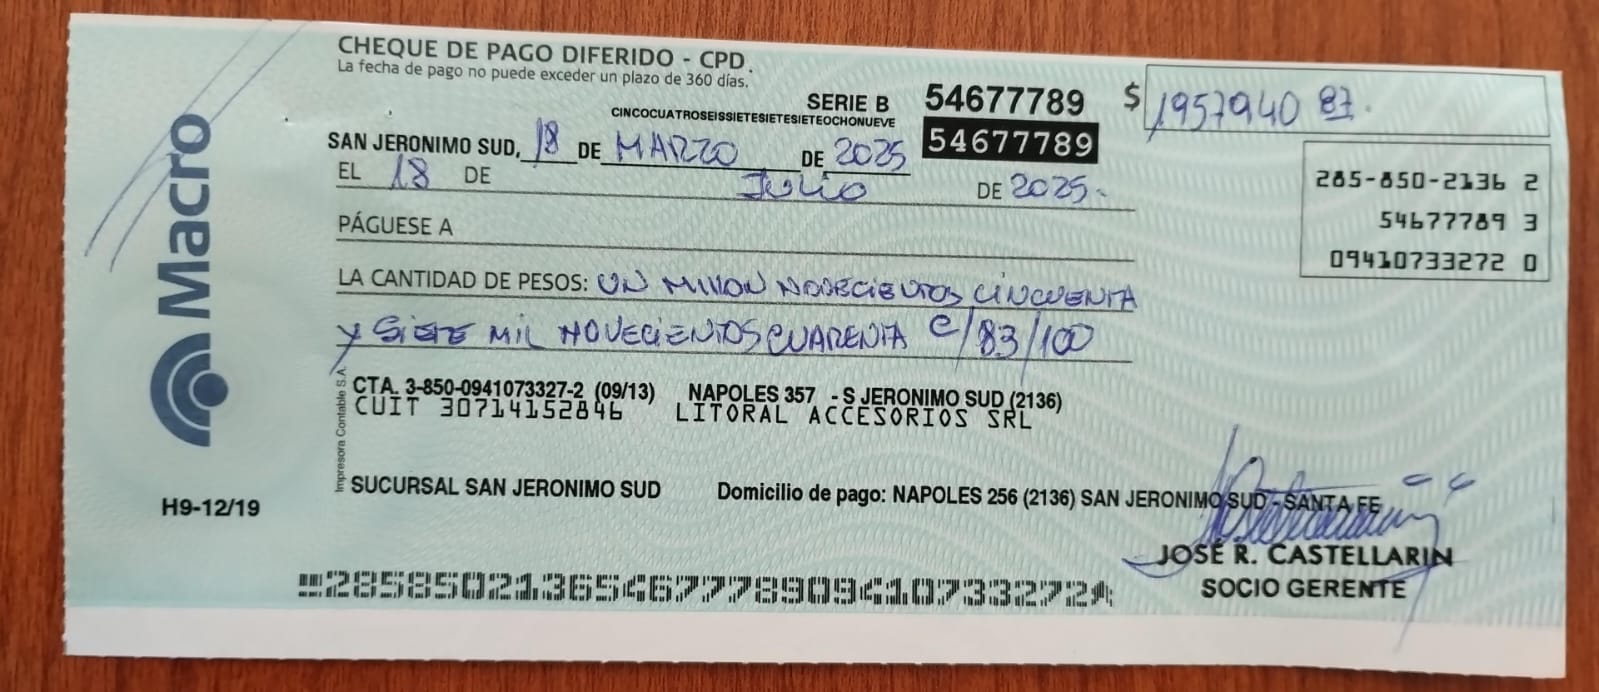 CHEQUE DE PAGO DIFERIDO - CPD
La fecha de pago no puede exceder un plazo de 360 días.
SERIE B 54677789 $ 1957940 87.
CINCOCUATROSEISSIETESIETESIETEOCHONUEVE
54677789
SAN JERONIMO SUD, 18 DE MARZO DE 2025
EL 18 DE JULIO DE 2025.
285-850-2136 2
54677789 3
09410733272 0
PÁGUESE A
LA CANTIDAD DE PESOS: UN MILLON NOVECIENTOS CINCUENTA
Y SIETE MIL NOVECIENTOS CUARENTA C/83/100
Macro
Impresora Contable S.A.
CTA. 3-850-0941073327-2 (09/13) NAPOLES 357 - S JERONIMO SUD (2136)
CUIT 30714152846 LITORAL ACCESORIOS SRL
SUCURSAL SAN JERONIMO SUD Domicilio de pago: NAPOLES 256 (2136) SAN JERONIMO SUD - SANTA FE
H9-12/19
JOSÉ R. CASTELLARIN
SOCIO GERENTE
28585021365467778909410733272